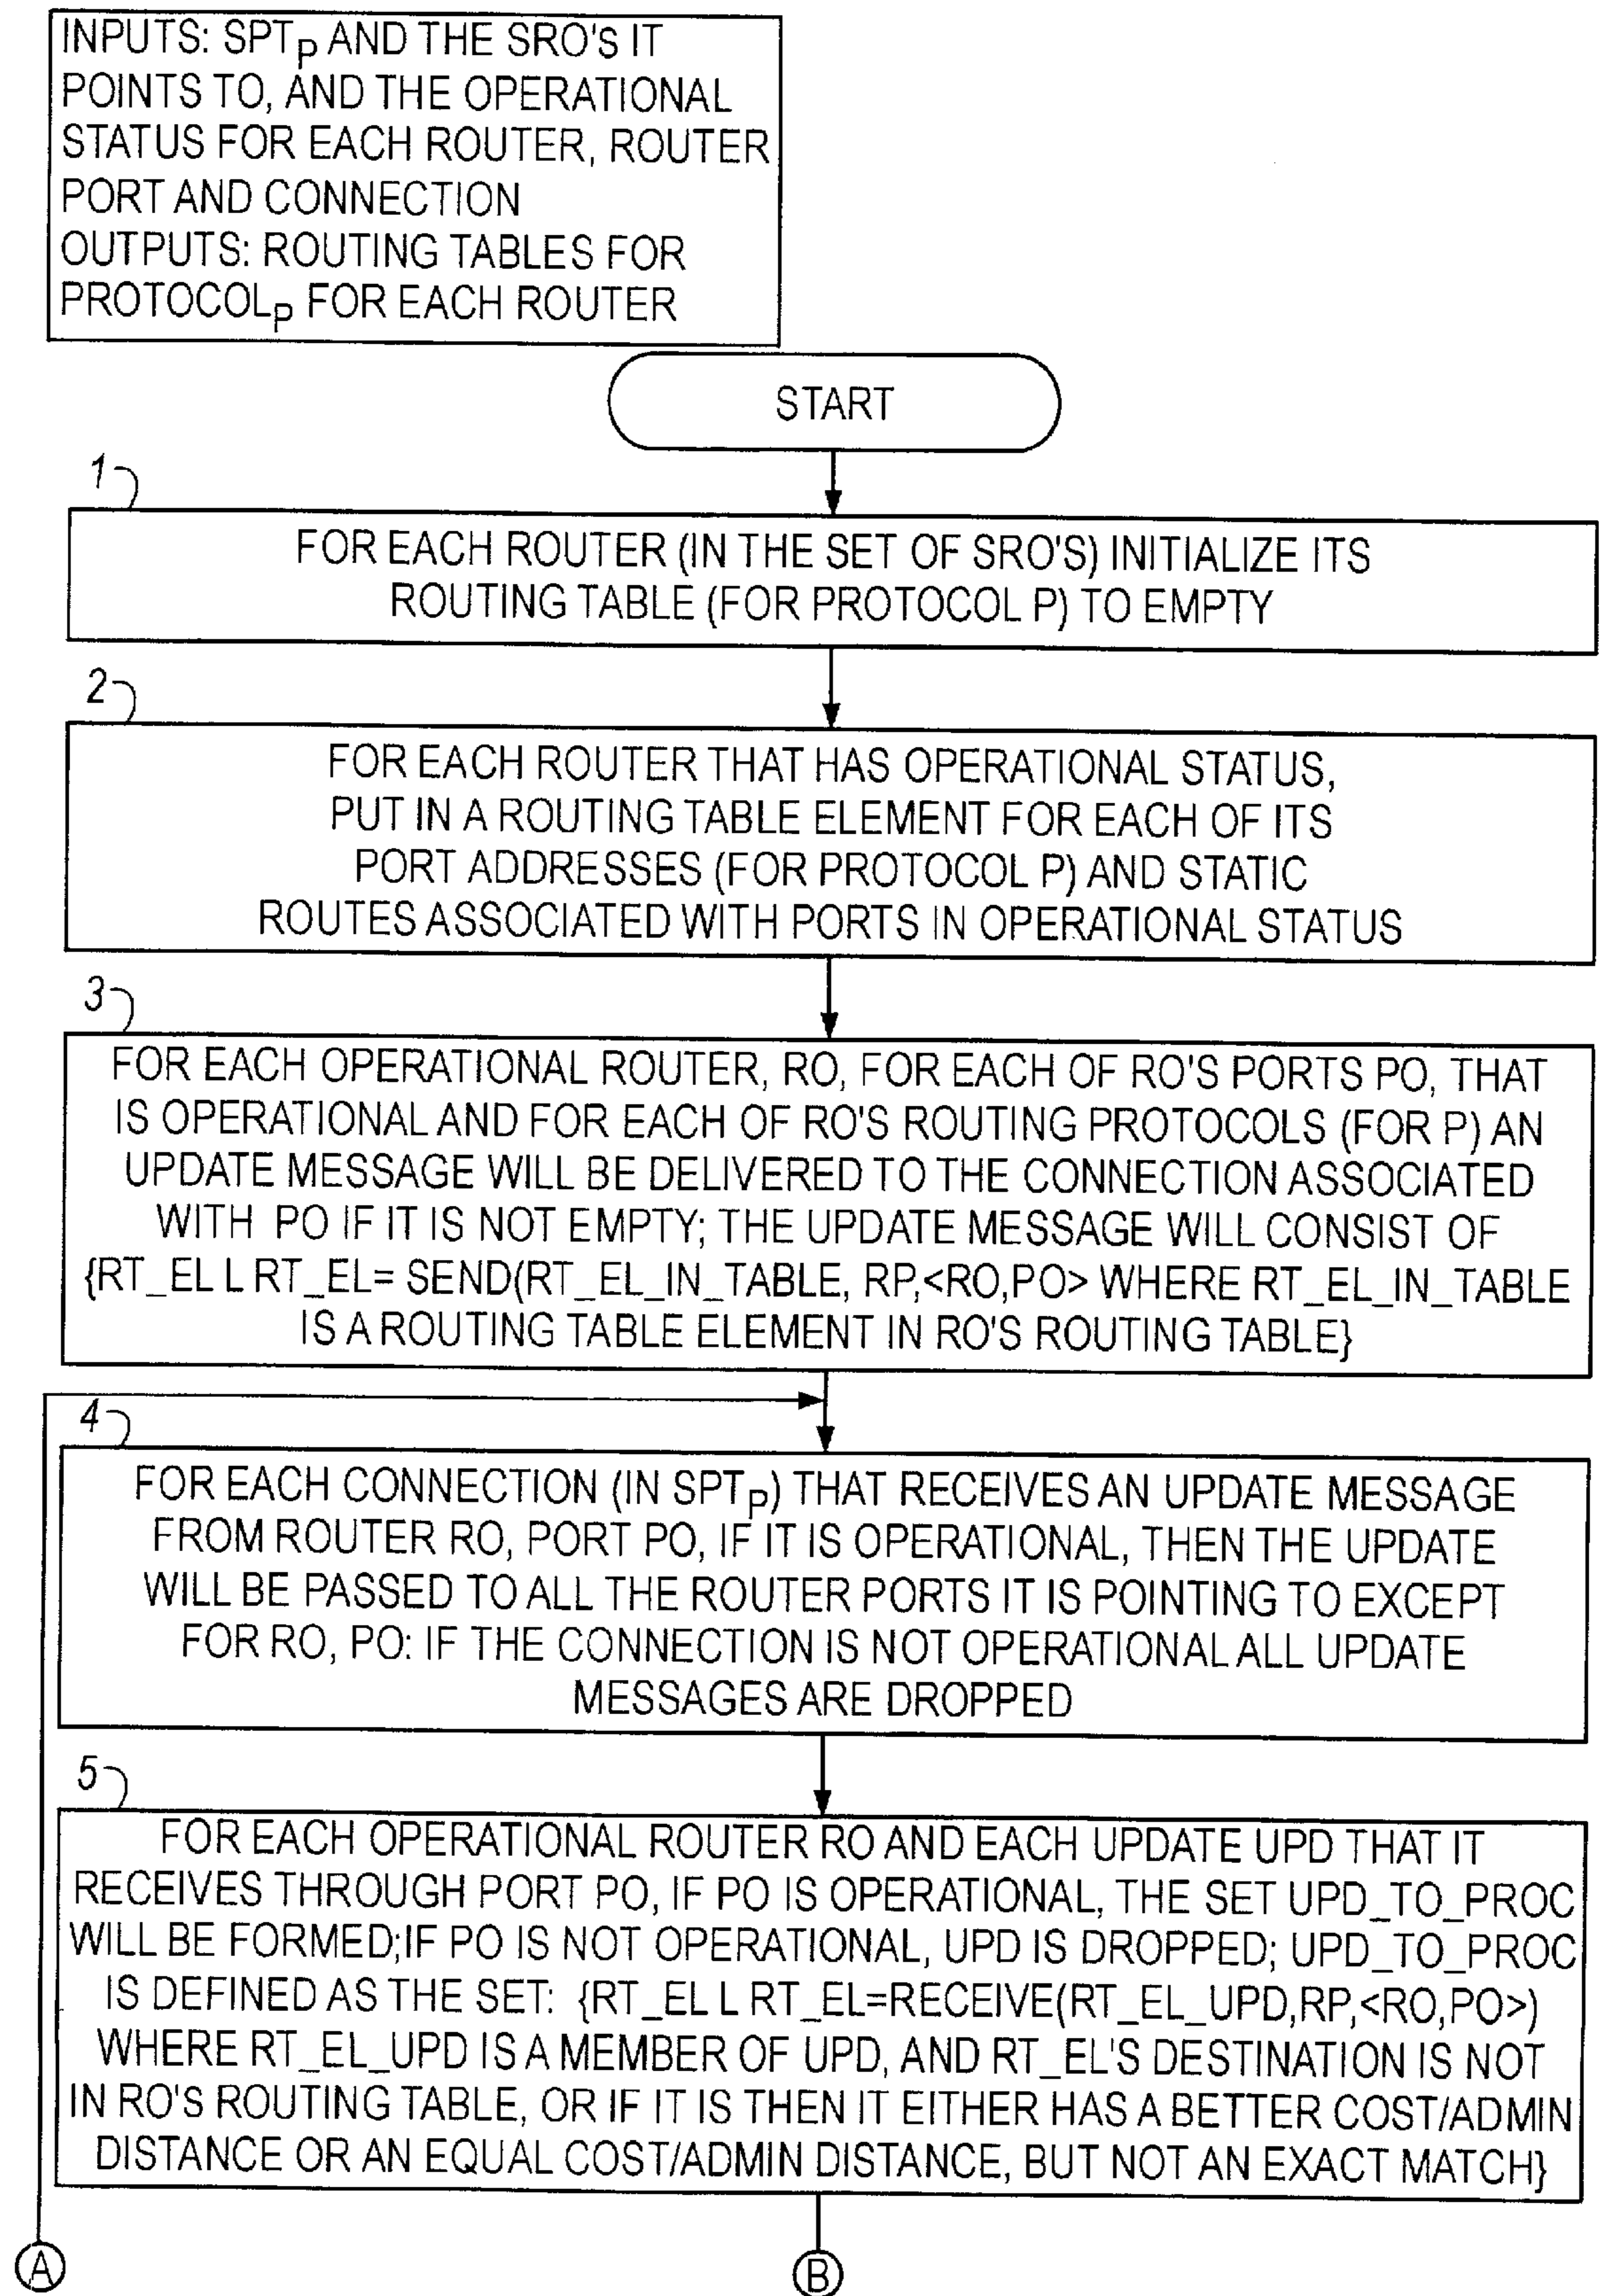 INPUTS: SPTP AND THE SRO'S IT
POINTS TO, AND THE OPERATIONAL
STATUS FOR EACH ROUTER, ROUTER
PORT AND CONNECTION
OUTPUTS: ROUTING TABLES FOR
PROTOCOLP FOR EACH ROUTER
START
1
FOR EACH ROUTER (IN THE SET OF SRO'S) INITIALIZE ITS
ROUTING TABLE (FOR PROTOCOL P) TO EMPTY
2
FOR EACH ROUTER THAT HAS OPERATIONAL STATUS,
PUT IN A ROUTING TABLE ELEMENT FOR EACH OF ITS
PORT ADDRESSES (FOR PROTOCOL P) AND STATIC
ROUTES ASSOCIATED WITH PORTS IN OPERATIONAL STATUS
3
FOR EACH OPERATIONAL ROUTER, RO, FOR EACH OF RO'S PORTS PO, THAT
IS OPERATIONAL AND FOR EACH OF RO'S ROUTING PROTOCOLS (FOR P) AN
UPDATE MESSAGE WILL BE DELIVERED TO THE CONNECTION ASSOCIATED
WITH PO IF IT IS NOT EMPTY; THE UPDATE MESSAGE WILL CONSIST OF
{RT_EL L RT_EL= SEND(RT_EL_IN_TABLE, RP,<RO,PO> WHERE RT_EL_IN_TABLE
IS A ROUTING TABLE ELEMENT IN RO'S ROUTING TABLE}
4
FOR EACH CONNECTION (IN SPTP) THAT RECEIVES AN UPDATE MESSAGE
FROM ROUTER RO, PORT PO, IF IT IS OPERATIONAL, THEN THE UPDATE
WILL BE PASSED TO ALL THE ROUTER PORTS IT IS POINTING TO EXCEPT
FOR RO, PO: IF THE CONNECTION IS NOT OPERATIONAL ALL UPDATE
MESSAGES ARE DROPPED
5
FOR EACH OPERATIONAL ROUTER RO AND EACH UPDATE UPD THAT IT
RECEIVES THROUGH PORT PO, IF PO IS OPERATIONAL, THE SET UPD_TO_PROC
WILL BE FORMED;IF PO IS NOT OPERATIONAL, UPD IS DROPPED; UPD_TO_PROC
IS DEFINED AS THE SET: {RT_EL L RT_EL=RECEIVE(RT_EL_UPD,RP,<RO,PO>)
WHERE RT_EL_UPD IS A MEMBER OF UPD, AND RT_EL'S DESTINATION IS NOT
IN RO'S ROUTING TABLE, OR IF IT IS THEN IT EITHER HAS A BETTER COST/ADMIN
DISTANCE OR AN EQUAL COST/ADMIN DISTANCE, BUT NOT AN EXACT MATCH}
A
B